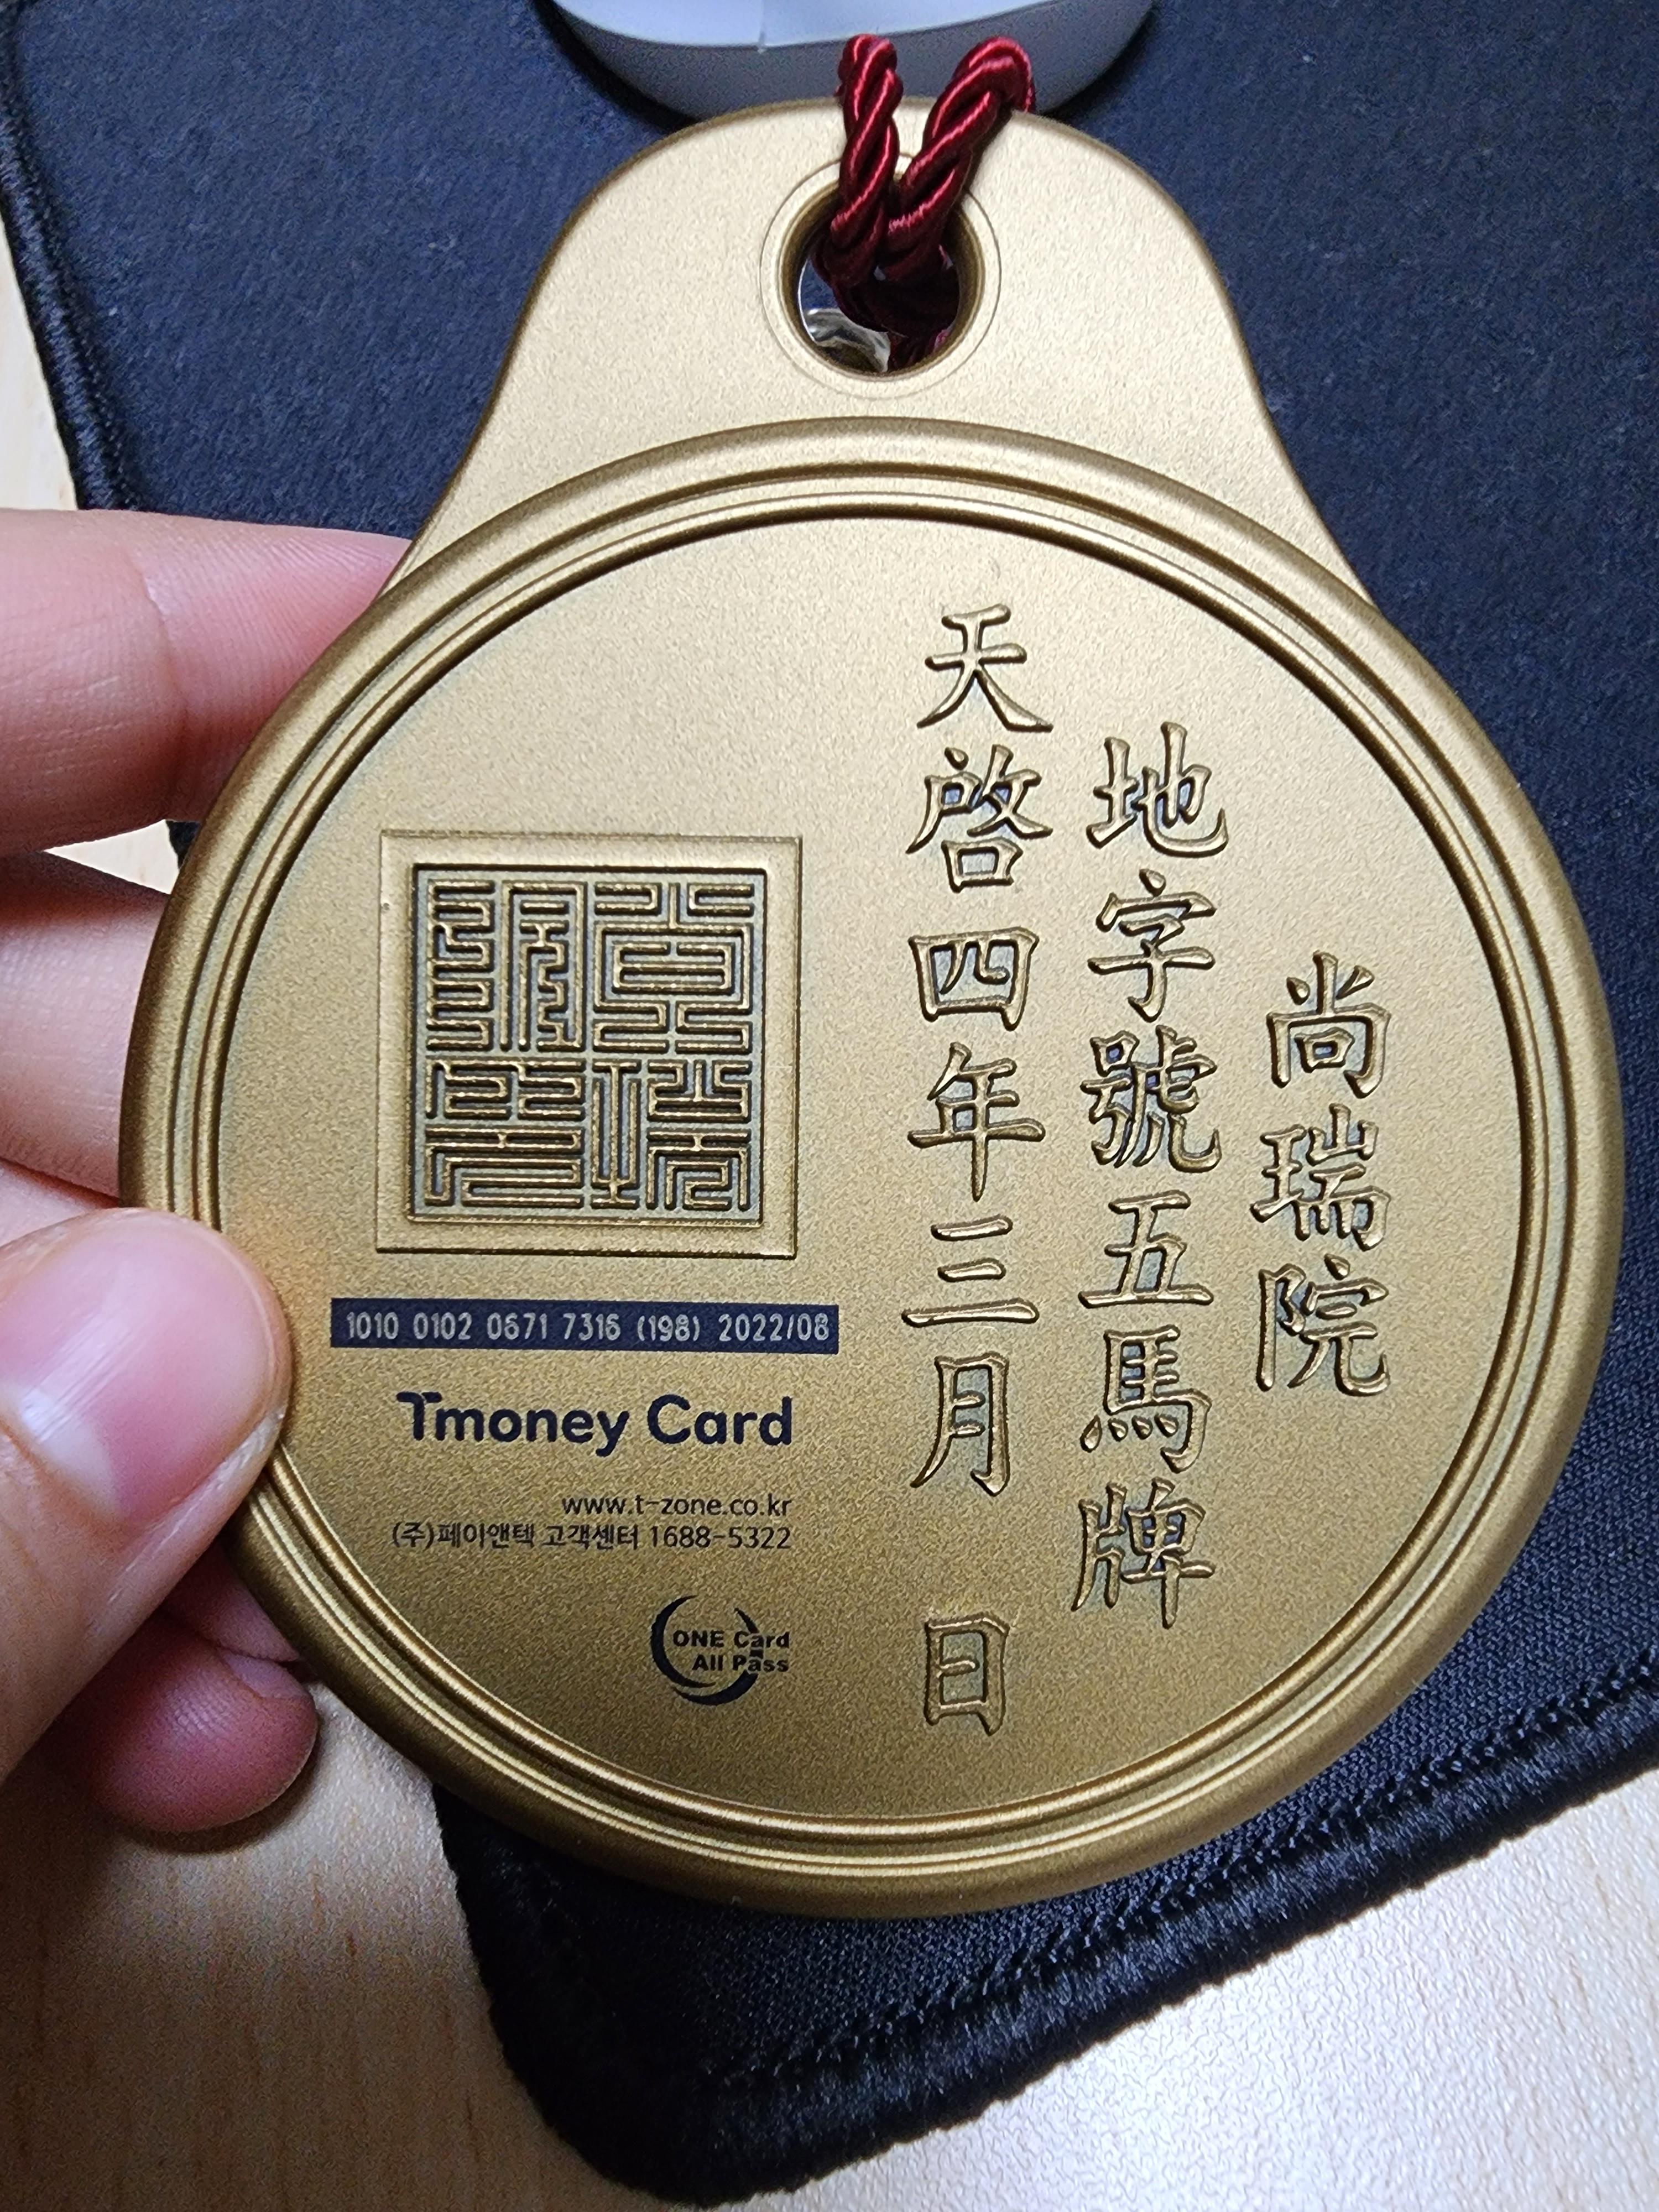 尚瑞院
地字號五馬牌
天啓四年三月 日
1010 0102 0671 7316 (198) 2022/08
Tmoney Card
www.t-zone.co.kr
(주)페이앤텍 고객센터 1688-5322
ONE Card
All Pass